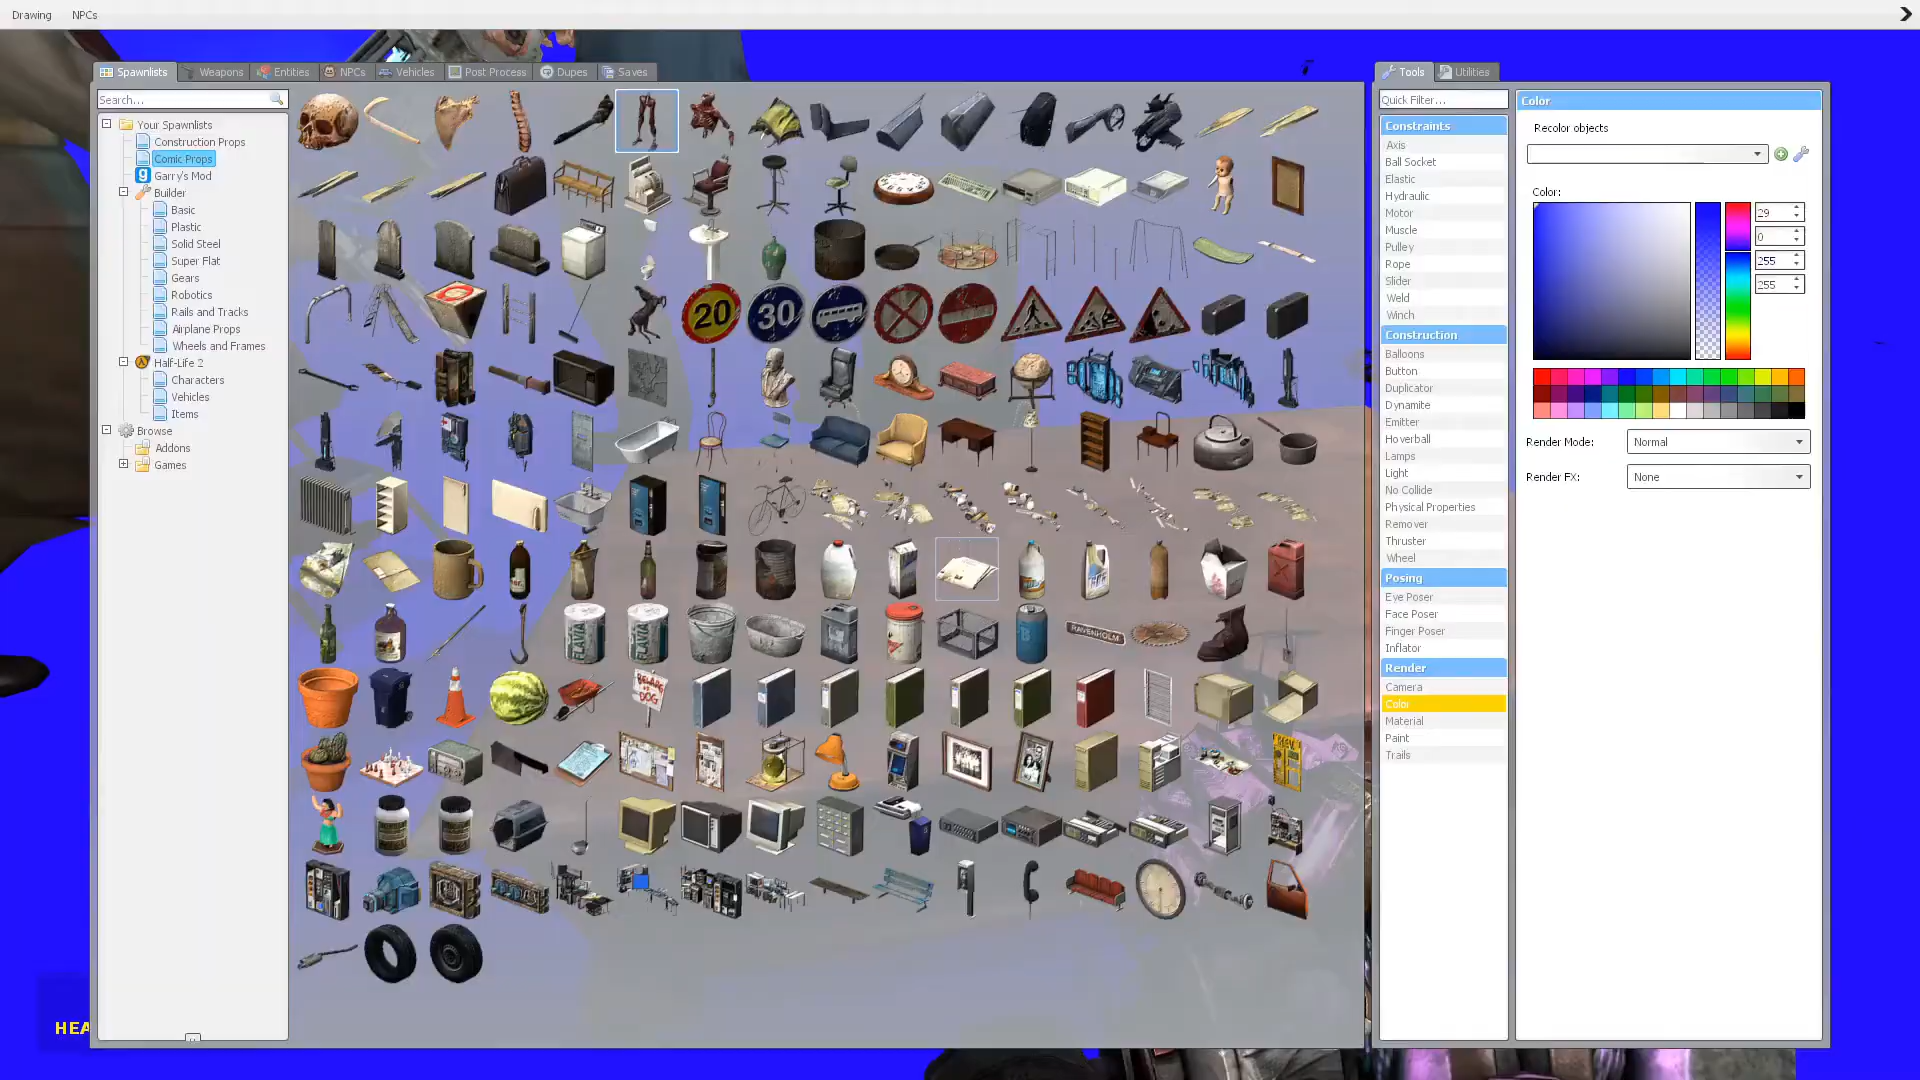 Drawing NPCs
Spawnlists Weapons Entities NPCs Vehicles Post Process Dupes Saves
Tools Utilities
Search...
Your Spawnlists
Construction Props
Comic Props
Garry's Mod
Builder
Basic
Plastic
Solid Steel
Super Flat
Gears
Robotics
Rails and Tracks
Airplane Props
Wheels and Frames
Half-Life 2
Characters
Vehicles
Items
Browse
Addons
Games
20
30
RAVENHOLM
BEWARE
OF
DOG
HEA
Quick Filter...
Constraints
Axis
Ball Socket
Elastic
Hydraulic
Motor
Muscle
Pulley
Rope
Slider
Weld
Winch
Construction
Balloons
Button
Duplicator
Dynamite
Emitter
Hoverball
Lamps
Light
No Collide
Physical Properties
Remover
Thruster
Wheel
Posing
Eye Poser
Face Poser
Finger Poser
Inflator
Render
Camera
Color
Material
Paint
Trails
Color
Recolor objects
Color:
29
0
255
255
Render Mode: Normal
Render FX: None